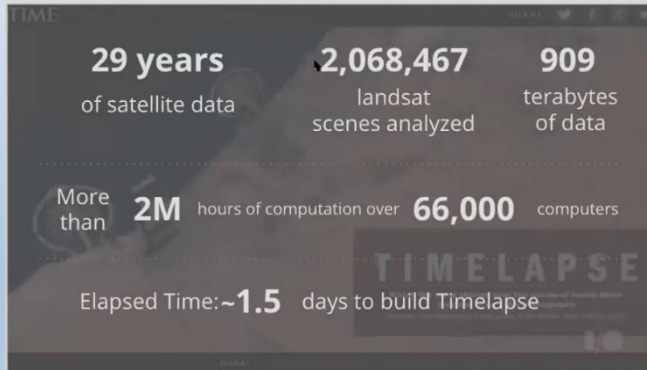 TIME
SHARE
29 years
of satellite data
2,068,467
landsat
scenes analyzed
909
terabytes
of data
More
than
2M hours of computation over 66,000 computers
TIMELAPSE
Elapsed Time:~1.5 days to build Timelapse
I/O